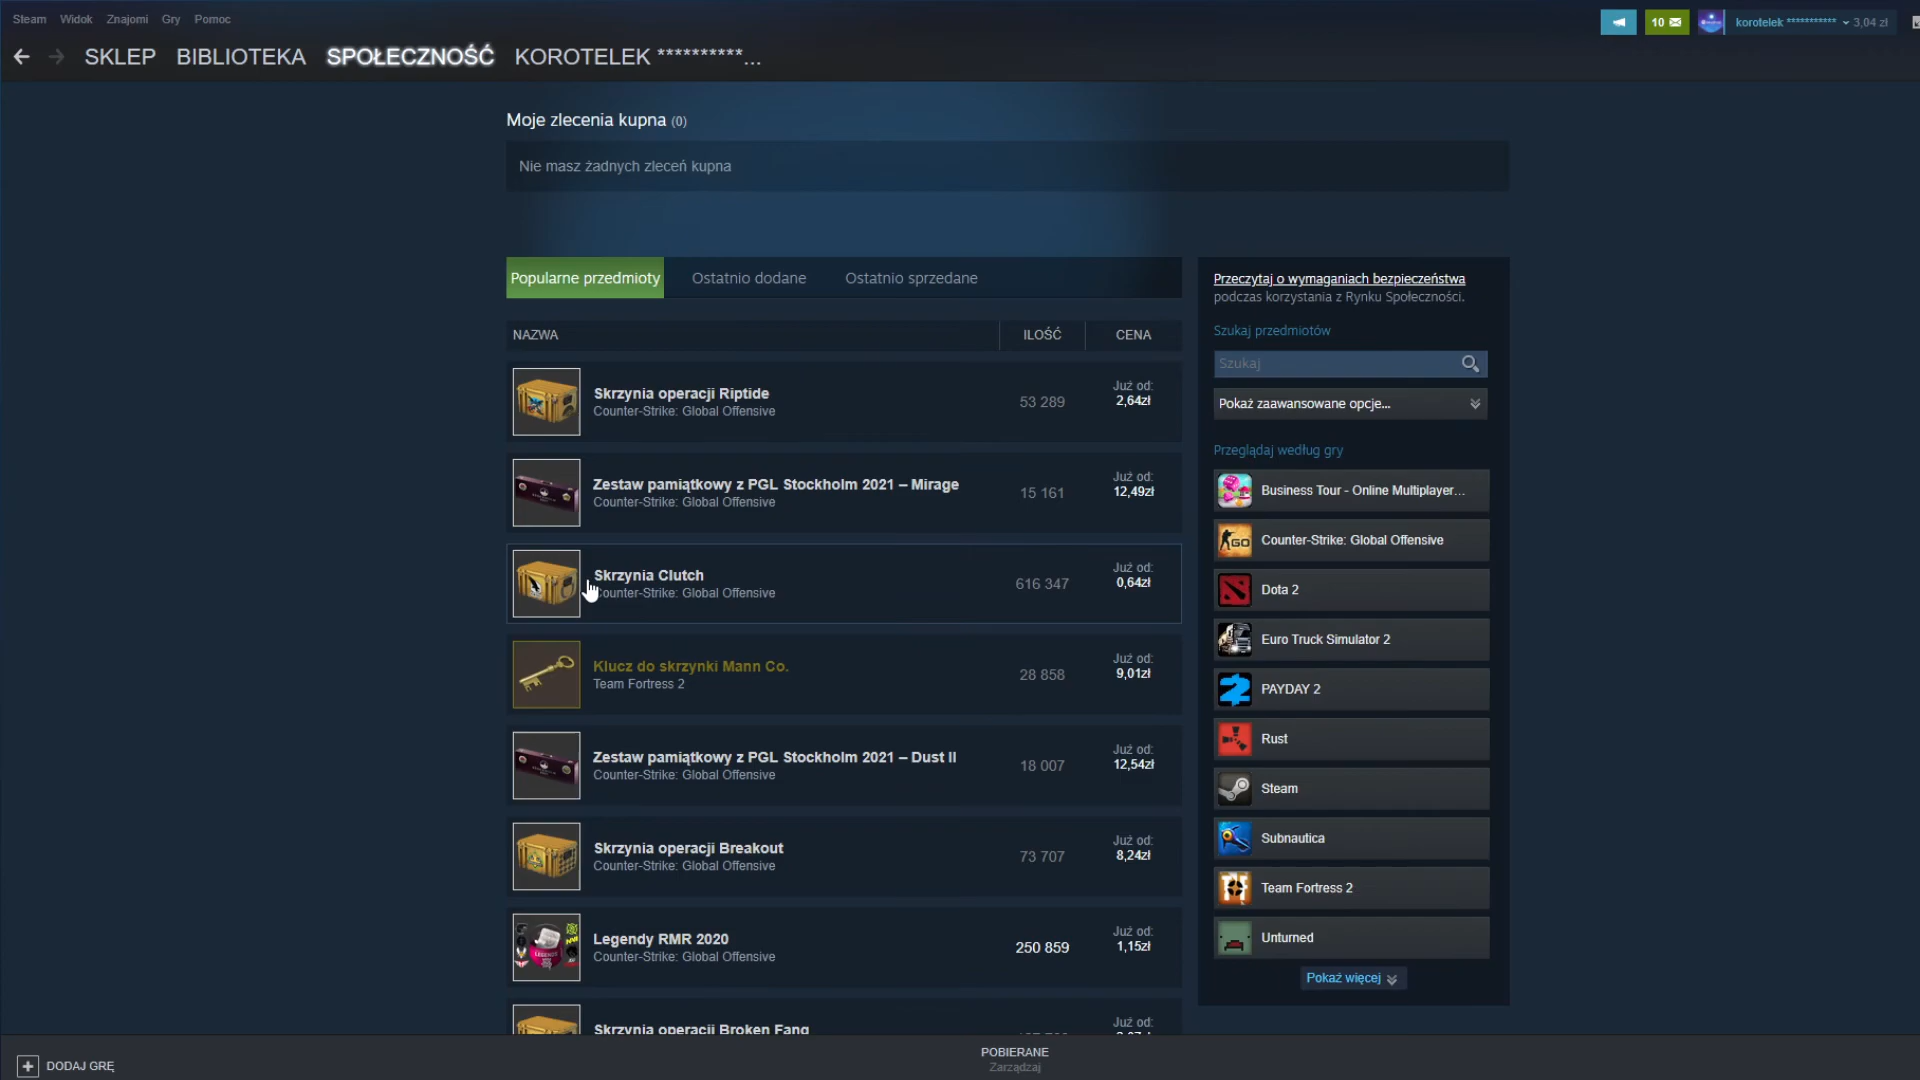 Steam Widok Znajomi Gry Pomoc
10 korotelek *********** 3,04 zł
SKLEP BIBLIOTEKA SPOŁECZNOŚĆ KOROTELEK **********...
Moje zlecenia kupna (0)
Nie masz żadnych zleceń kupna
Popularne przedmioty Ostatnio dodane Ostatnio sprzedane
NAZWA ILOŚĆ CENA
Skrzynia operacji Riptide
Counter-Strike: Global Offensive
53 289
Już od:
2,64zł
Zestaw pamiątkowy z PGL Stockholm 2021 – Mirage
Counter-Strike: Global Offensive
15 161
Już od:
12,49zł
Skrzynia Clutch
Counter-Strike: Global Offensive
616 347
Już od:
0,64zł
Klucz do skrzynki Mann Co.
Team Fortress 2
28 858
Już od:
9,01zł
Zestaw pamiątkowy z PGL Stockholm 2021 – Dust II
Counter-Strike: Global Offensive
18 007
Już od:
12,54zł
Skrzynia operacji Breakout
Counter-Strike: Global Offensive
73 707
Już od:
8,24zł
Legendy RMR 2020
Counter-Strike: Global Offensive
250 859
Już od:
1,15zł
Skrzynia operacji Broken Fang
Już od:
Przeczytaj o wymaganiach bezpieczeństwa
podczas korzystania z Rynku Społeczności.
Szukaj przedmiotów
Szukaj
Pokaż zaawansowane opcje...
Przeglądaj według gry
Business Tour - Online Multiplayer...
Counter-Strike: Global Offensive
Dota 2
Euro Truck Simulator 2
PAYDAY 2
Rust
Steam
Subnautica
Team Fortress 2
Unturned
Pokaż więcej
DODAJ GRĘ
POBIERANE
Zarządzaj